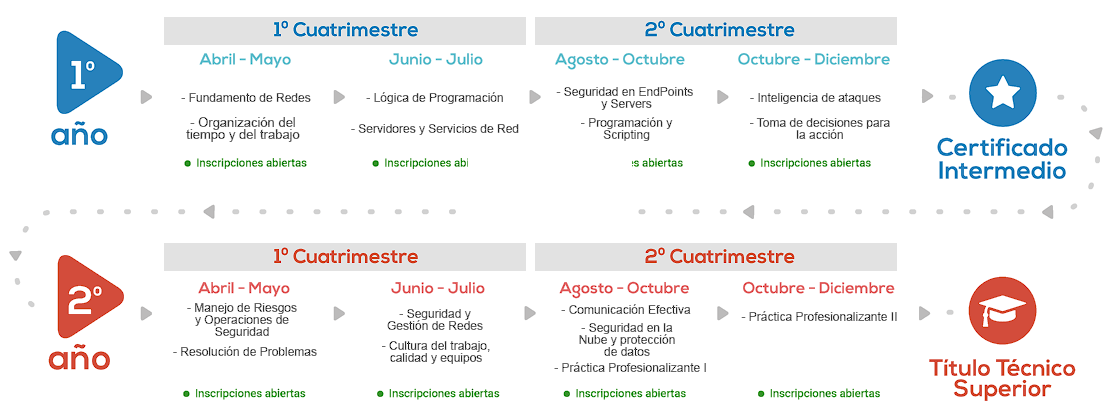 1º Cuatrimestre
2º Cuatrimestre
1º
año
Abril - Mayo
- Fundamento de Redes
- Organización del
tiempo y del trabajo
Inscripciones abiertas
Junio - Julio
- Lógica de Programación
- Servidores y Servicios de Red
Inscripciones abi
Agosto - Octubre
- Seguridad en EndPoints
y Servers
- Programación y
Scripting
abiertas
Octubre - Diciembre
- Inteligencia de ataques
- Toma de decisiones para
la acción
Inscripciones abiertas
Certificado
Intermedio
1º Cuatrimestre
2º Cuatrimestre
2º
año
Abril - Mayo
- Manejo de Riesgos
y Operaciones de
Seguridad
- Resolución de Problemas
Inscripciones abiertas
Junio - Julio
- Seguridad y
Gestión de Redes
- Cultura del trabajo,
calidad y equipos
Inscripciones abiertas
Agosto - Octubre
- Comunicación Efectiva
- Seguridad en la
Nube y protección
de datos
- Práctica Profesionalizante I
Inscripciones abiertas
Octubre - Diciembre
- Práctica Profesionalizante II
Inscripciones abiertas
Título Técnico
Superior